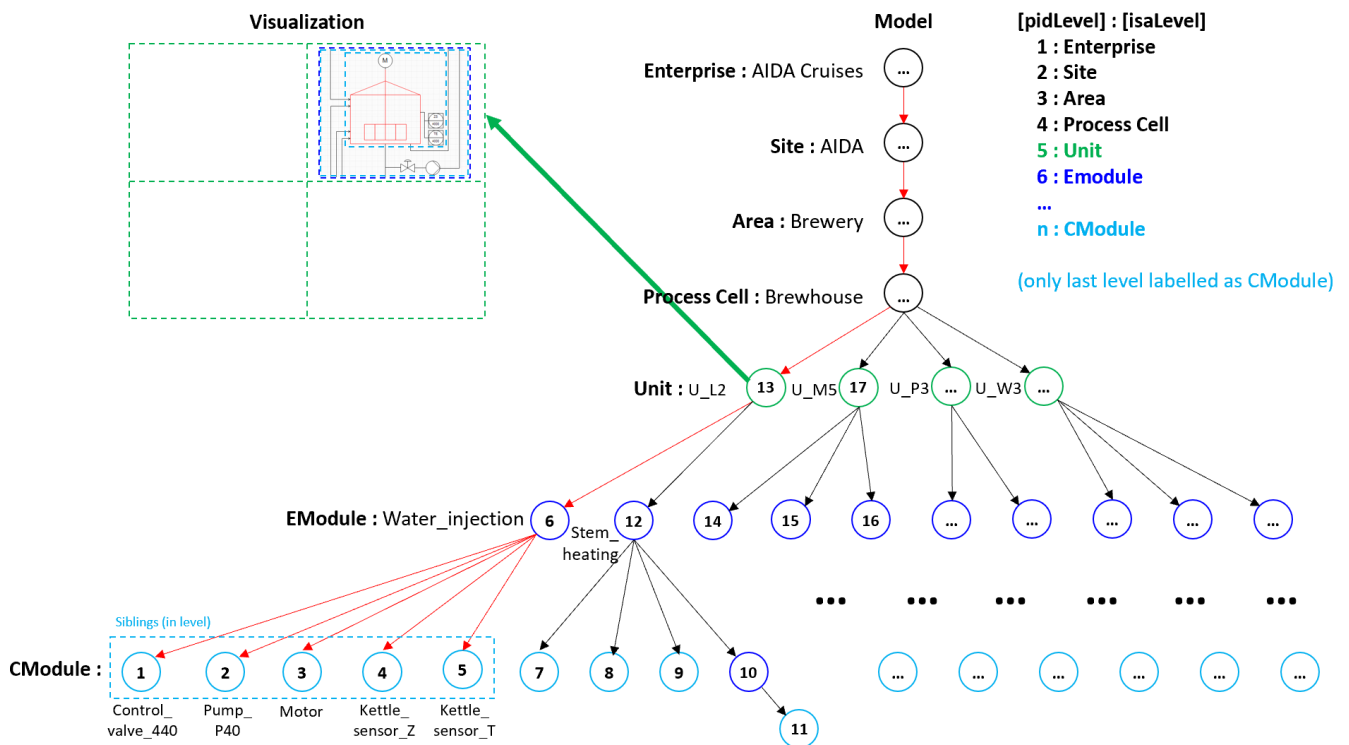 Visualization
Model
[pidLevel] : [isaLevel]
1 : Enterprise
2 : Site
3 : Area
4 : Process Cell
5 : Unit
6 : Emodule
...
n : CModule
(only last level labelled as CModule)
M
Enterprise : AIDA Cruises
...
Site : AIDA
...
Area : Brewery
...
Process Cell : Brewhouse
...
Unit : U_L2
13
U_M5
17
U_P3
...
U_W3
...
EModule : Water_injection
6
Stem_
heating
12
14
15
16
...
...
...
...
...
... ... ... ... ... ...
Siblings (in level)
CModule :
1
2
3
4
5
7
8
9
10
...
...
...
...
...
...
11
Control_
valve_440
Pump_
P40
Motor
Kettle_
sensor_Z
Kettle_
sensor_T